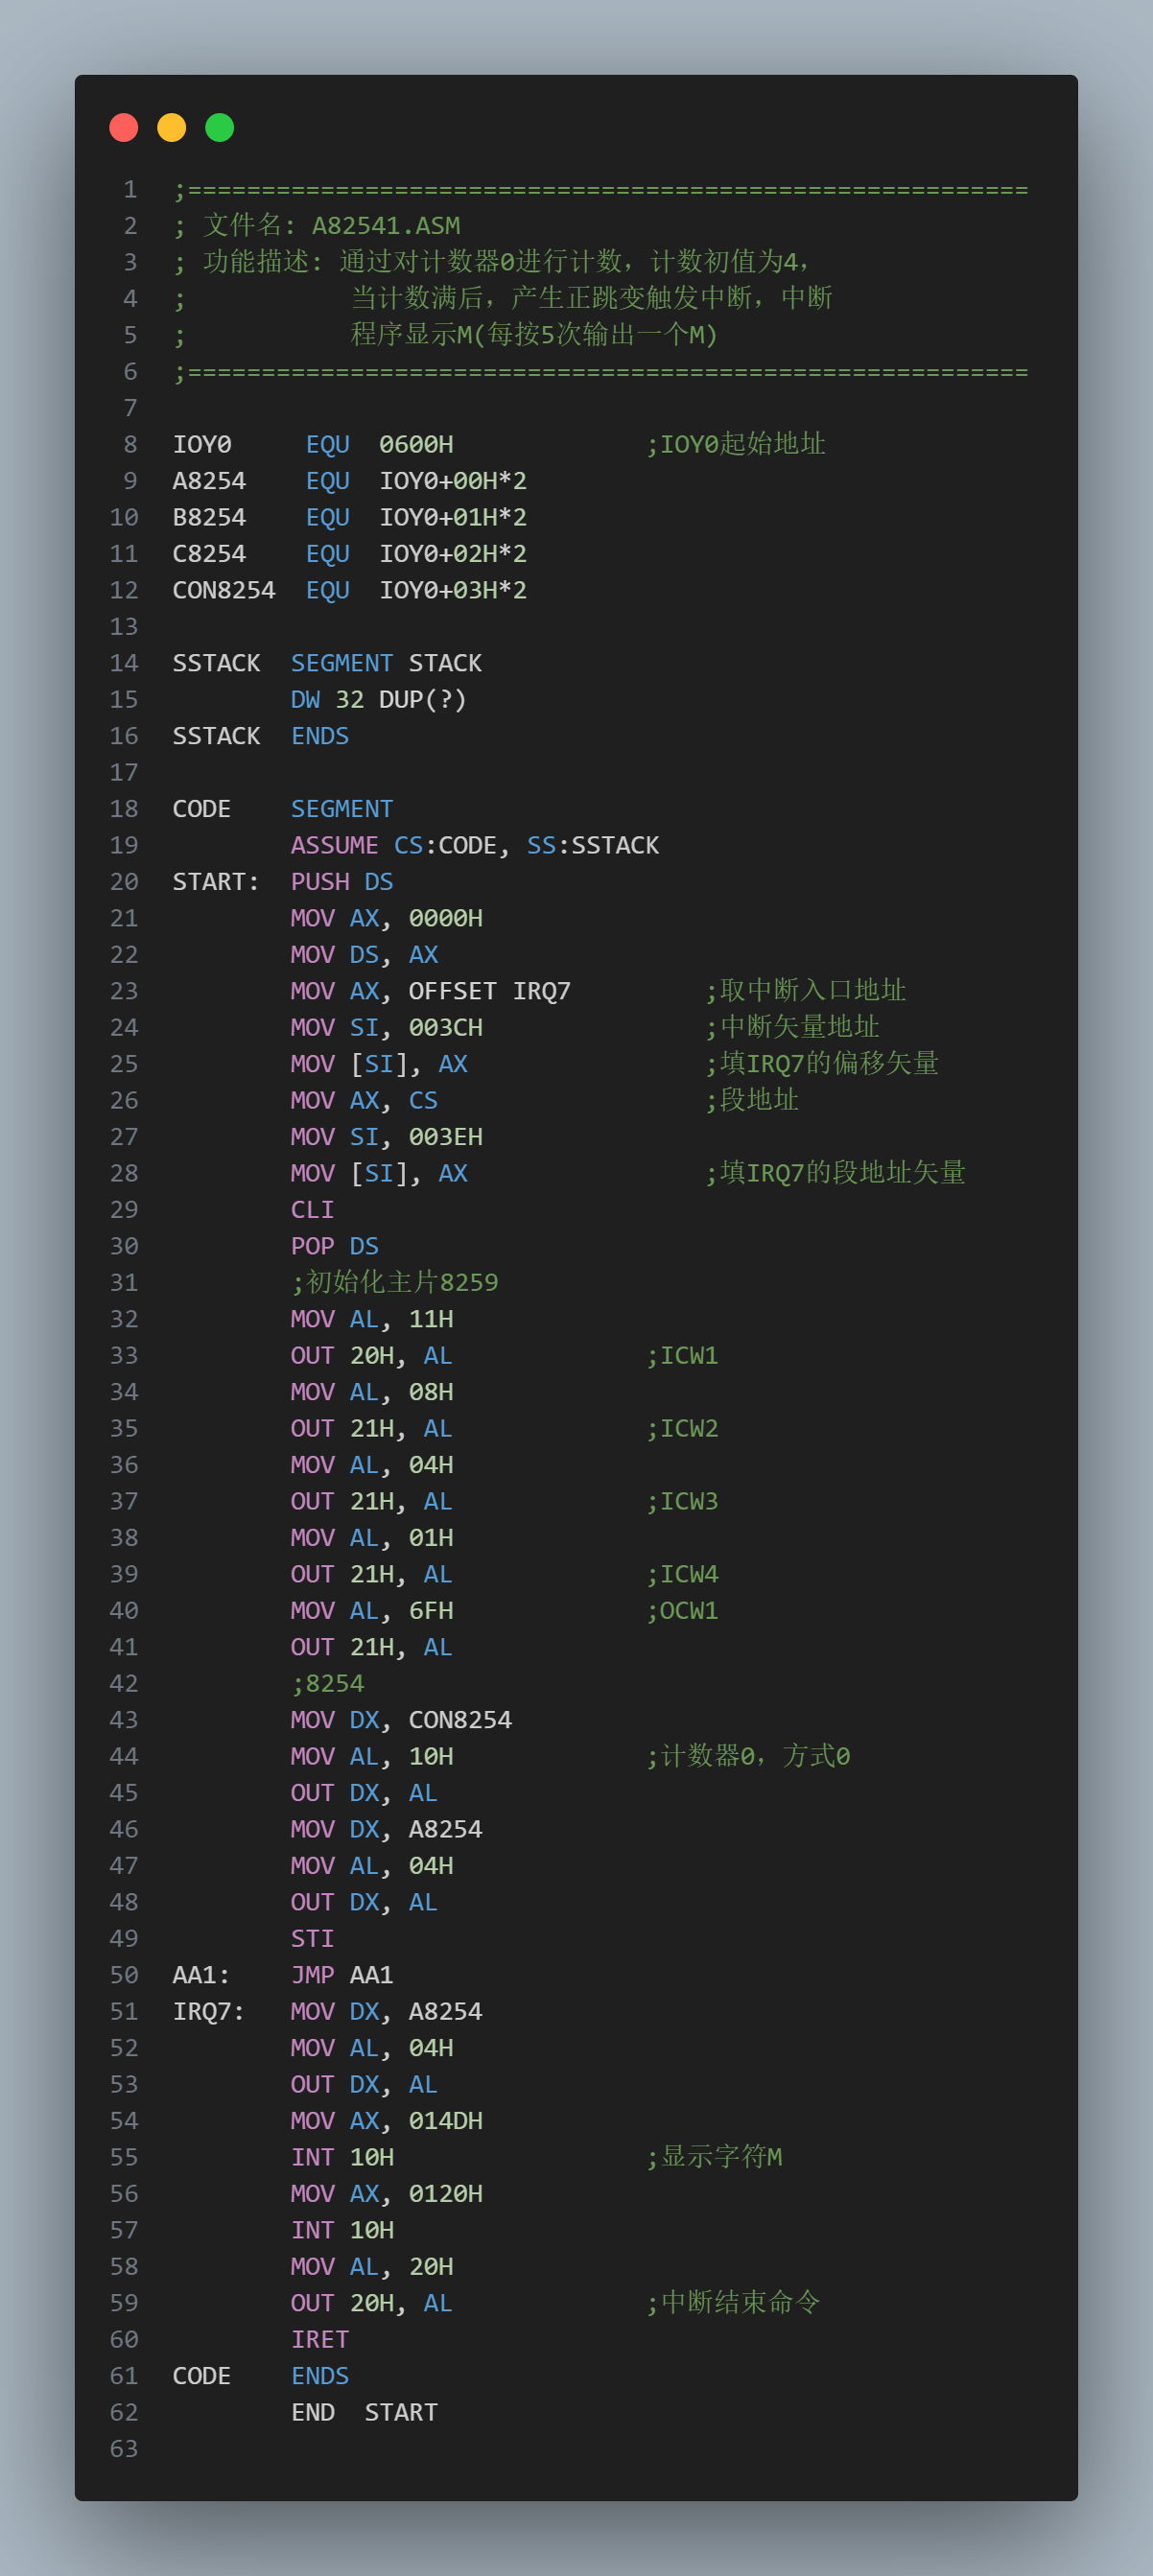 1 ;=========================================================
2 ; 文件名: A82541.ASM
3 ; 功能描述: 通过对计数器0进行计数，计数初值为4，
4 ;           当计数满后，产生正跳变触发中断，中断
5 ;           程序显示M(每按5次输出一个M)
6 ;=========================================================
7
8 IOY0     EQU  0600H             ;IOY0起始地址
9 A8254    EQU  IOY0+00H*2
10 B8254    EQU  IOY0+01H*2
11 C8254    EQU  IOY0+02H*2
12 CON8254  EQU  IOY0+03H*2
13
14 SSTACK  SEGMENT STACK
15         DW 32 DUP(?)
16 SSTACK  ENDS
17
18 CODE    SEGMENT
19         ASSUME CS:CODE, SS:SSTACK
20 START:  PUSH DS
21         MOV AX, 0000H
22         MOV DS, AX
23         MOV AX, OFFSET IRQ7         ;取中断入口地址
24         MOV SI, 003CH               ;中断矢量地址
25         MOV [SI], AX                ;填IRQ7的偏移矢量
26         MOV AX, CS                  ;段地址
27         MOV SI, 003EH
28         MOV [SI], AX                ;填IRQ7的段地址矢量
29         CLI
30         POP DS
31         ;初始化主片8259
32         MOV AL, 11H
33         OUT 20H, AL             ;ICW1
34         MOV AL, 08H
35         OUT 21H, AL             ;ICW2
36         MOV AL, 04H
37         OUT 21H, AL             ;ICW3
38         MOV AL, 01H
39         OUT 21H, AL             ;ICW4
40         MOV AL, 6FH             ;OCW1
41         OUT 21H, AL
42         ;8254
43         MOV DX, CON8254
44         MOV AL, 10H             ;计数器0，方式0
45         OUT DX, AL
46         MOV DX, A8254
47         MOV AL, 04H
48         OUT DX, AL
49         STI
50 AA1:    JMP AA1
51 IRQ7:   MOV DX, A8254
52         MOV AL, 04H
53         OUT DX, AL
54         MOV AX, 014DH
55         INT 10H                 ;显示字符M
56         MOV AX, 0120H
57         INT 10H
58         MOV AL, 20H
59         OUT 20H, AL             ;中断结束命令
60         IRET
61 CODE    ENDS
62         END  START
63